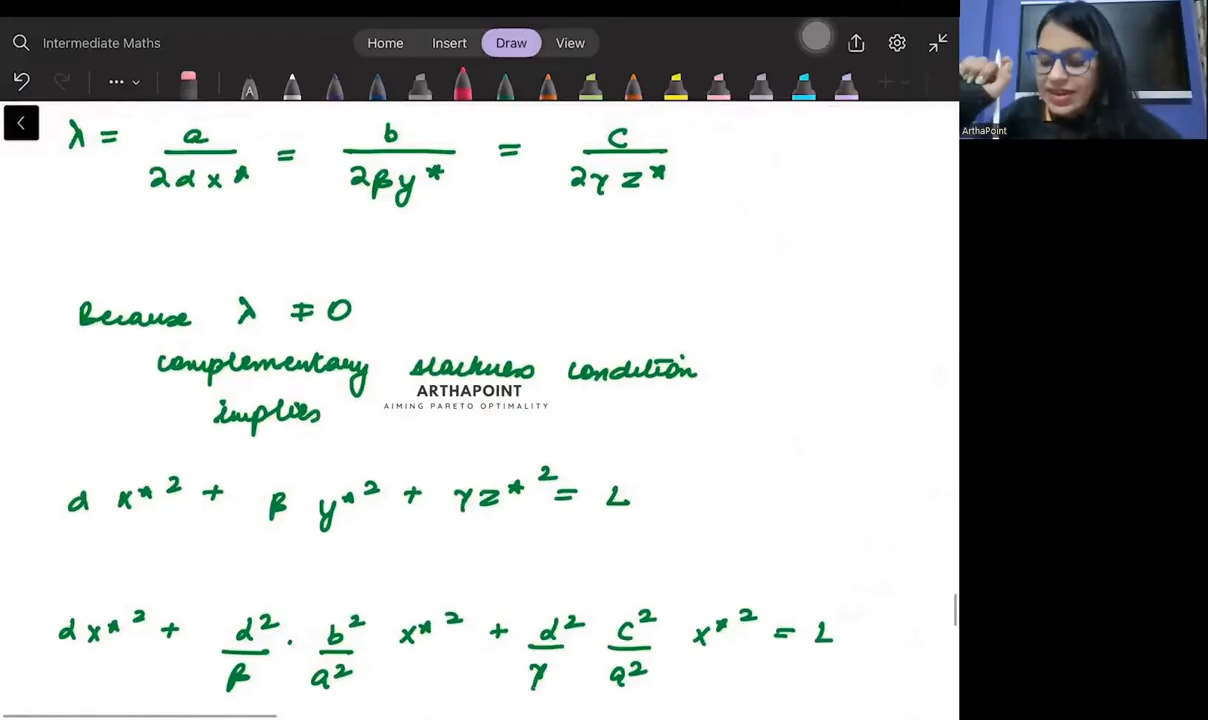 Intermediate Maths
Home Insert Draw View
ArthaPoint
λ = a / 2αx* = b / 2βy* = c / 2γz*
Because λ ≠ 0
complementary slackness condition
ARTHAPOINT
AIMING PARETO OPTIMALITY
implies
αx*² + βy*² + γz*² = L
αx*² + α²/β · b²/a² x*² + α²/γ c²/a² x*² = L